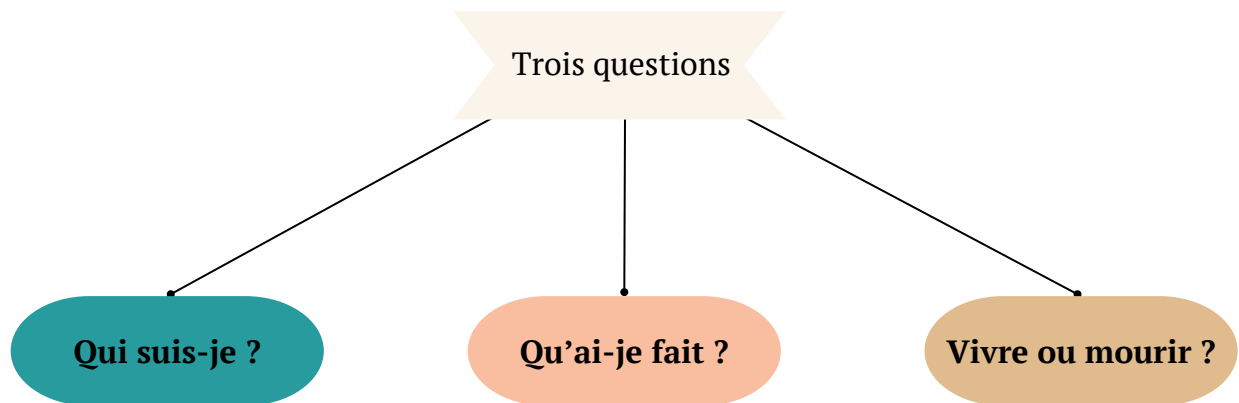 Trois questions
Qui suis-je ?
Qu’ai-je fait ?
Vivre ou mourir ?